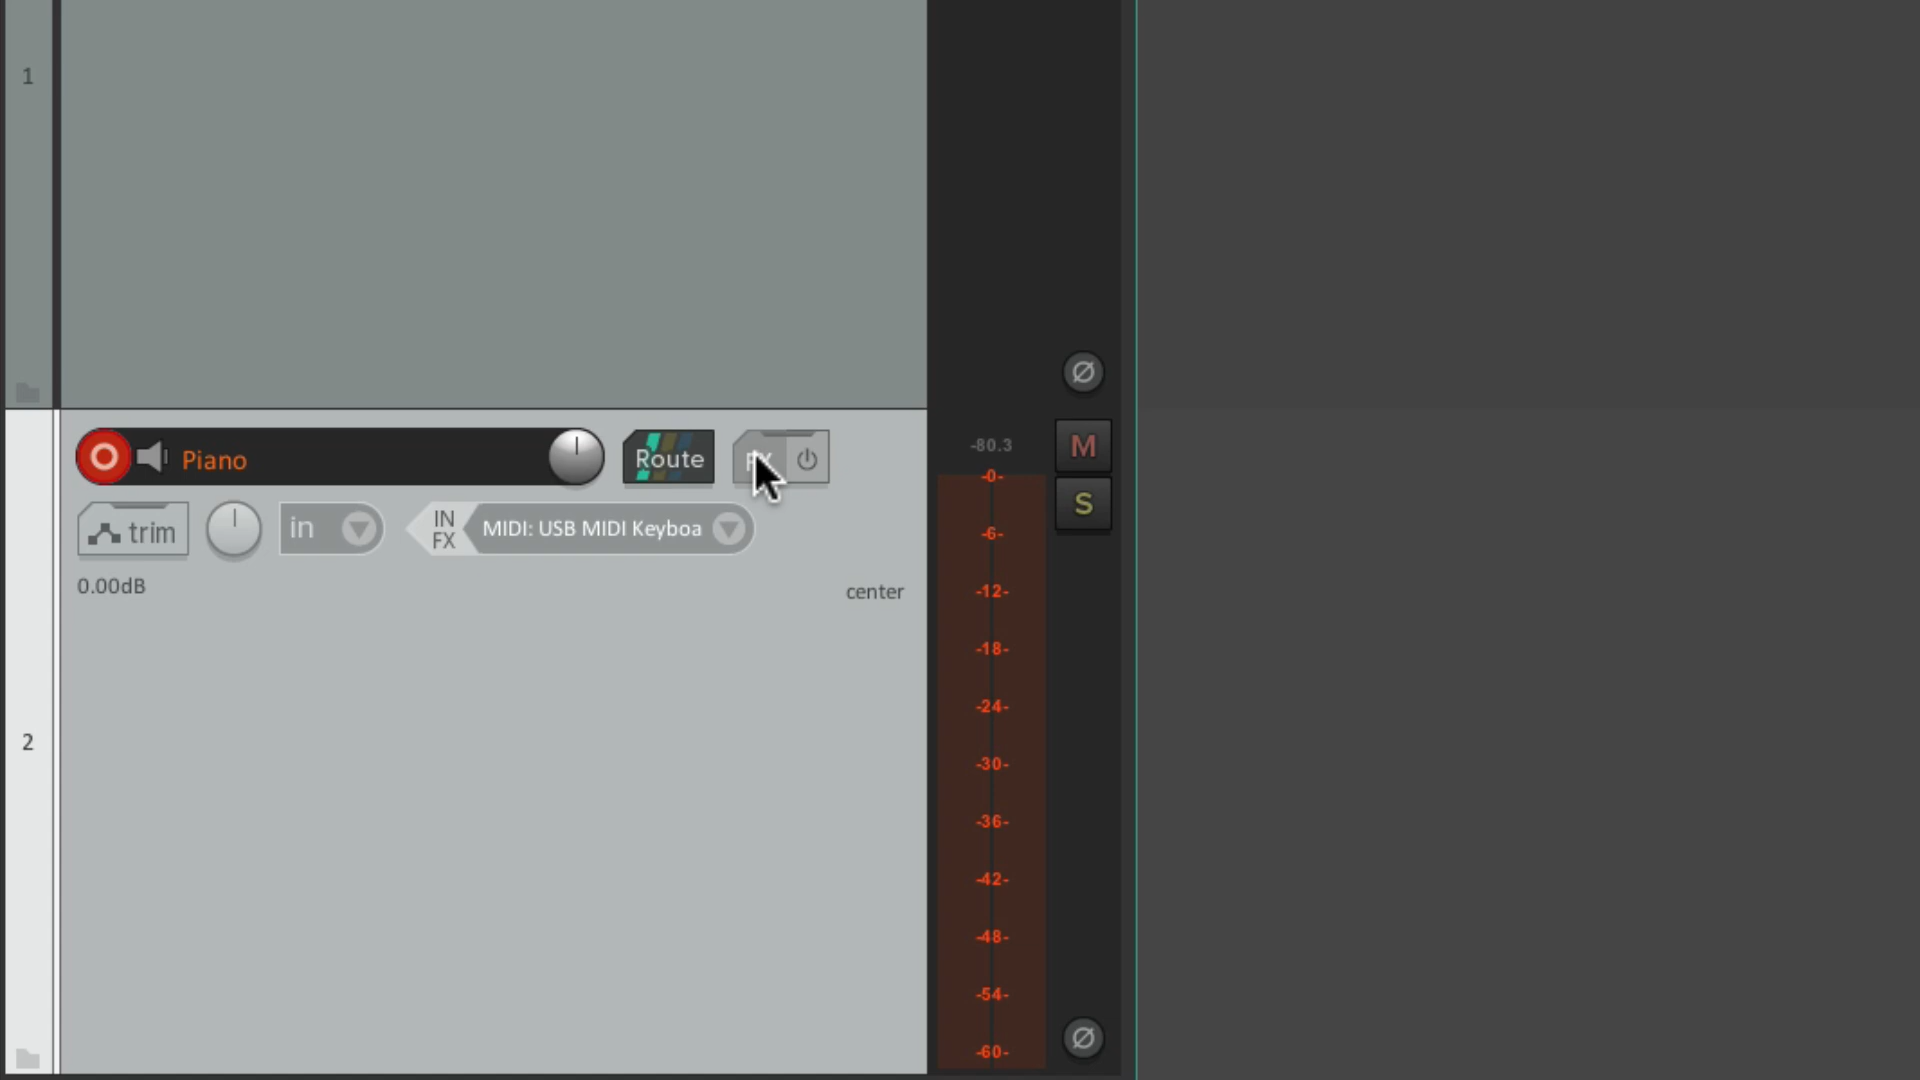 1
Piano
Route
trim
in
IN
FX
MIDI: USB MIDI Keyboa
0.00dB
center
2
-80.3
-0-
-6-
-12-
-18-
-24-
-30-
-36-
-42-
-48-
-54-
-60-
M
S